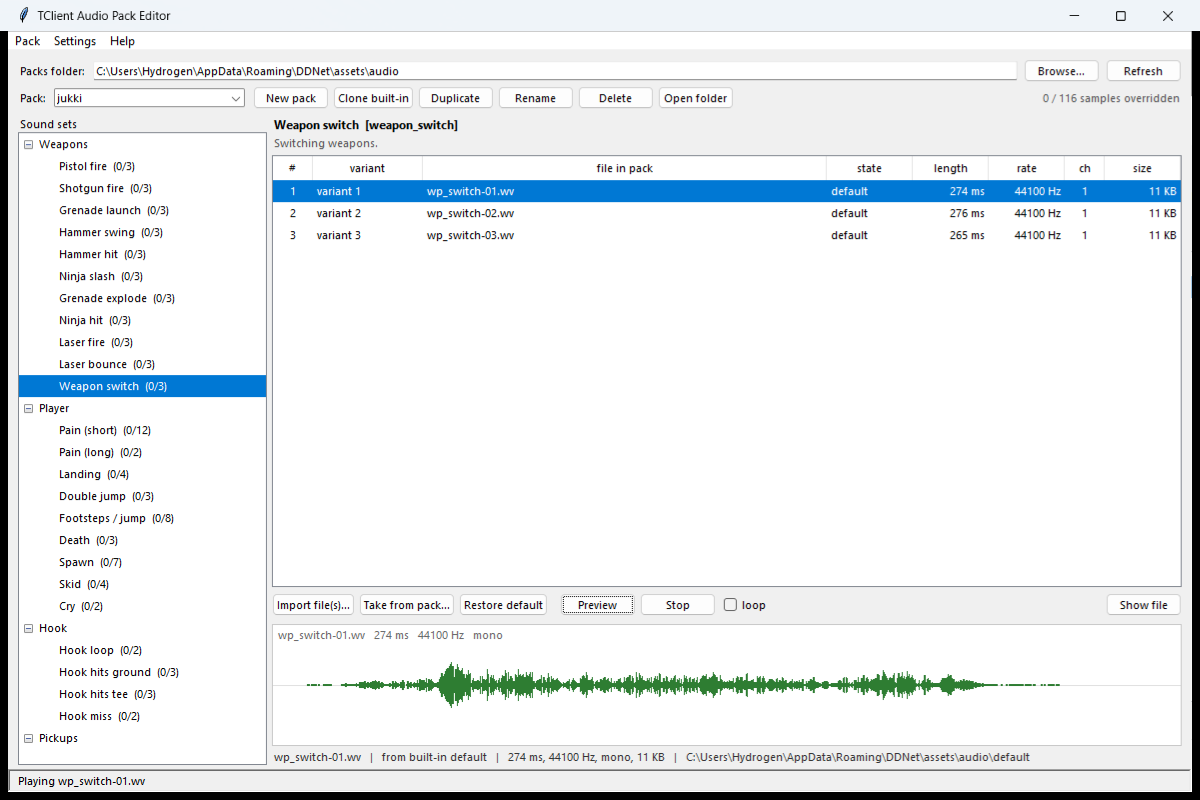 TClient Audio Pack Editor
Pack Settings Help
Packs folder: C:\Users\Hydrogen\AppData\Roaming\DDNet\assets\audio Browse... Refresh
Pack: jukki New pack Clone built-in Duplicate Rename Delete Open folder 0 / 116 samples overridden
Sound sets
Weapons
Pistol fire (0/3)
Shotgun fire (0/3)
Grenade launch (0/3)
Hammer swing (0/3)
Hammer hit (0/3)
Ninja slash (0/3)
Grenade explode (0/3)
Ninja hit (0/3)
Laser fire (0/3)
Laser bounce (0/3)
Weapon switch (0/3)
Player
Pain (short) (0/12)
Pain (long) (0/2)
Landing (0/4)
Double jump (0/3)
Footsteps / jump (0/8)
Death (0/3)
Spawn (0/7)
Skid (0/4)
Cry (0/2)
Hook
Hook loop (0/2)
Hook hits ground (0/3)
Hook hits tee (0/3)
Hook miss (0/2)
Pickups
Weapon switch [weapon_switch]
Switching weapons.
# variant file in pack state length rate ch size
1 variant 1 wp_switch-01.wv default 274 ms 44100 Hz 1 11 KB
2 variant 2 wp_switch-02.wv default 276 ms 44100 Hz 1 11 KB
3 variant 3 wp_switch-03.wv default 265 ms 44100 Hz 1 11 KB
Import file(s)... Take from pack... Restore default Preview Stop loop Show file
wp_switch-01.wv 274 ms 44100 Hz mono
wp_switch-01.wv | from built-in default | 274 ms, 44100 Hz, mono, 11 KB | C:\Users\Hydrogen\AppData\Roaming\DDNet\assets\audio\default
Playing wp_switch-01.wv